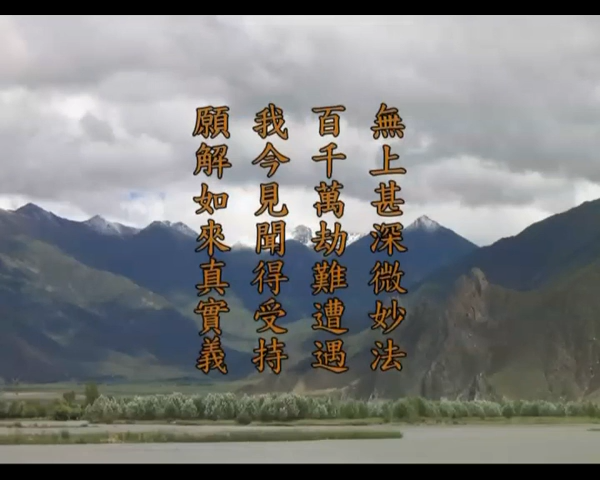 無上甚深微妙法
百千萬劫難遭遇
我今見聞得受持
願解如來真實義